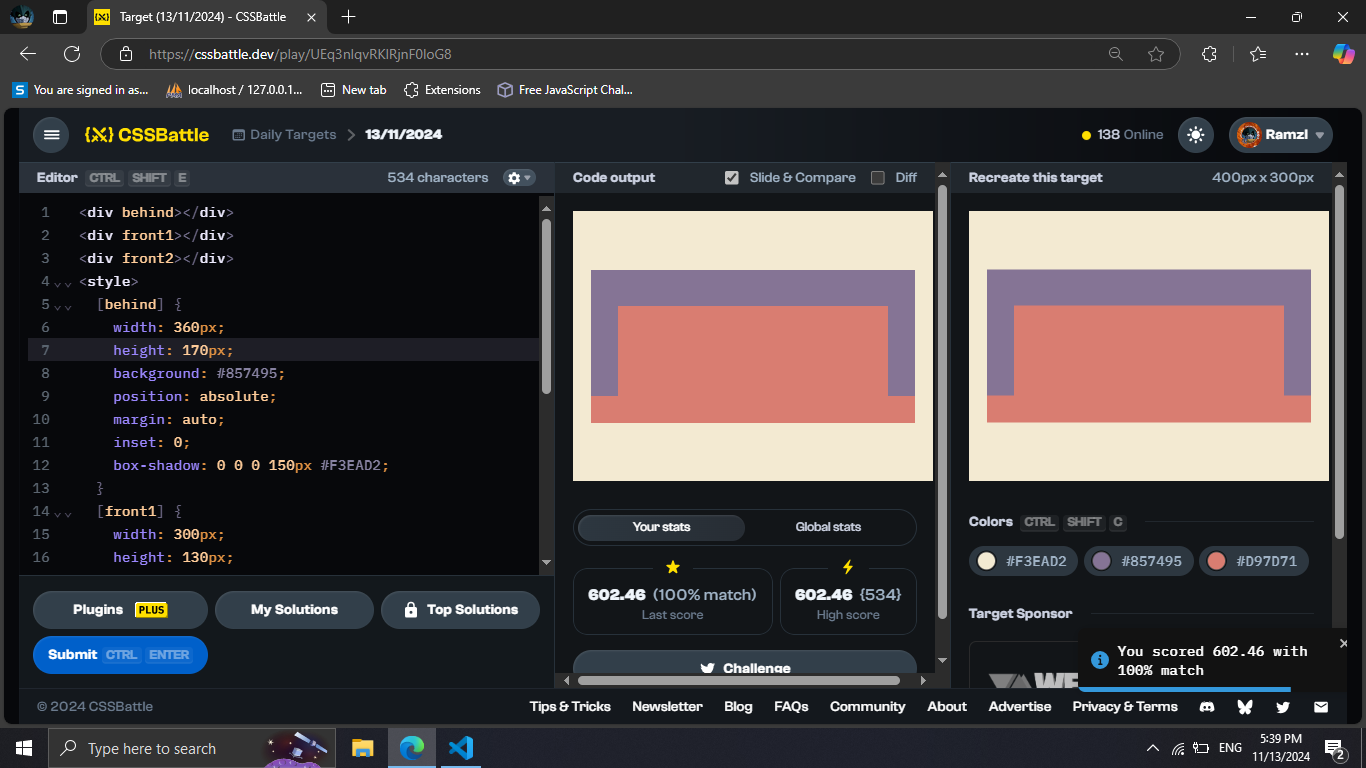 Target (13/11/2024) - CSSBattle
https://cssbattle.dev/play/UEq3nlqvRKlRjnF0loG8
You are signed in as...
localhost / 127.0.0.1...
New tab
Extensions
Free JavaScript Chal...
{X} CSSBattle
Daily Targets
13/11/2024
138 Online
Ramzl
Editor CTRL SHIFT E
534 characters
1 <div behind></div>
2 <div front1></div>
3 <div front2></div>
4 <style>
5 [behind] {
6 width: 360px;
7 height: 170px;
8 background: #857495;
9 position: absolute;
10 margin: auto;
11 inset: 0;
12 box-shadow: 0 0 0 150px #F3EAD2;
13 }
14 [front1] {
15 width: 300px;
16 height: 130px;
Plugins PLUS
My Solutions
Top Solutions
Submit CTRL ENTER
Code output
Slide & Compare
Diff
Your stats
Global stats
602.46 (100% match)
Last score
602.46 {534}
High score
Challenge
Recreate this target
400px x 300px
Colors CTRL SHIFT C
#F3EAD2
#857495
#D97D71
Target Sponsor
You scored 602.46 with
100% match
© 2024 CSSBattle
Tips & Tricks
Newsletter
Blog
FAQs
Community
About
Advertise
Privacy & Terms
Type here to search
ENG
5:39 PM
11/13/2024
2